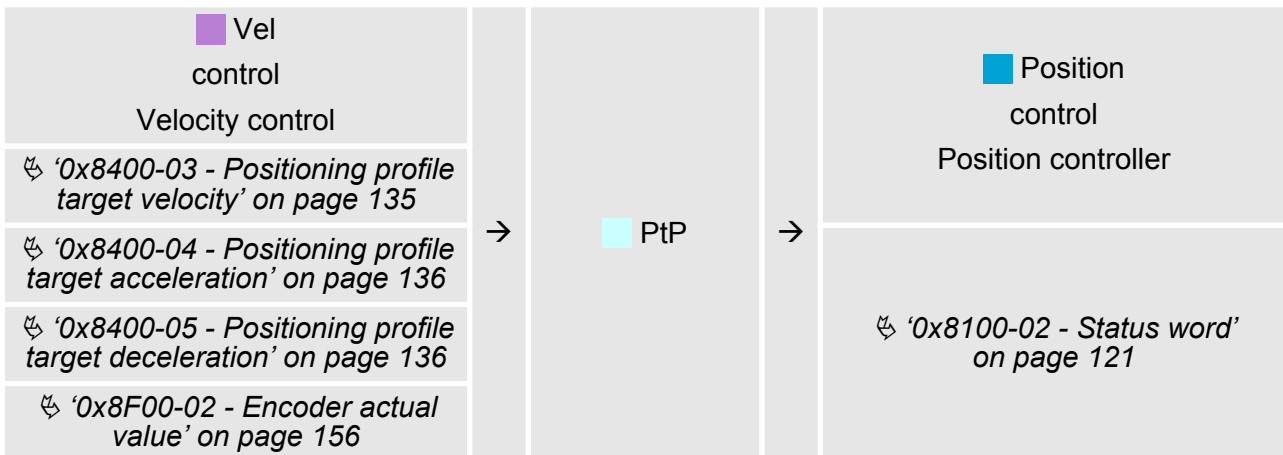 Vel
control
Velocity control
'0x8400-03 - Positioning profile
target velocity' on page 135
'0x8400-04 - Positioning profile
target acceleration' on page 136
'0x8400-05 - Positioning profile
target deceleration' on page 136
'0x8F00-02 - Encoder actual
value' on page 156
→
PtP
→
Position
control
Position controller
'0x8100-02 - Status word'
on page 121